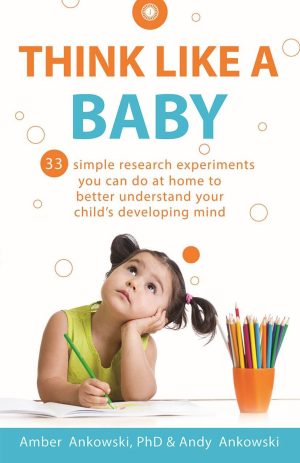 THINK LIKE A
BABY
33 simple research experiments
you can do at home to
better understand your
child's developing mind
Amber Ankowski, PhD & Andy Ankowski